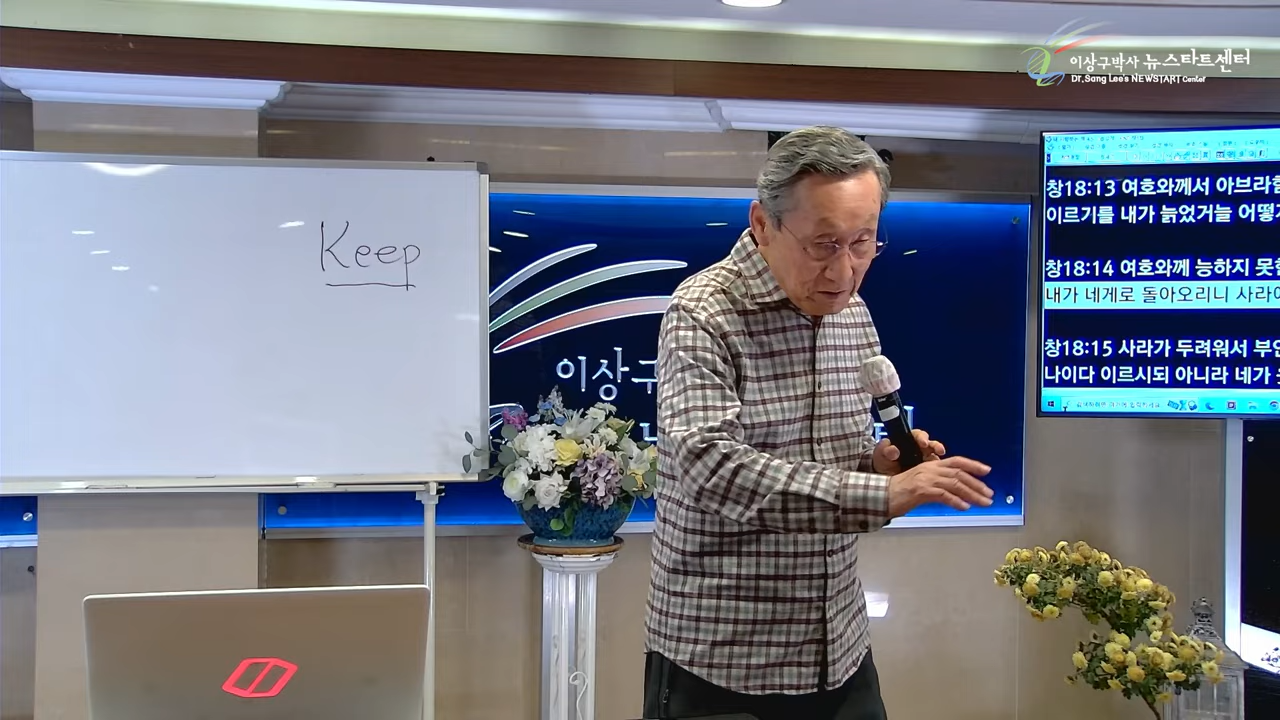 이상구박사 뉴스타트센터
Dr.Sang Lee's NEWSTART Center
Keep
이상구
창18:13 여호와께서 아브라함
이르기를 내가 늙었거늘 어떻게
창18:14 여호와께 능하지 못한
내가 네게로 돌아오리니 사라에
창18:15 사라가 두려워서 부인
나이다 이르시되 아니라 네가